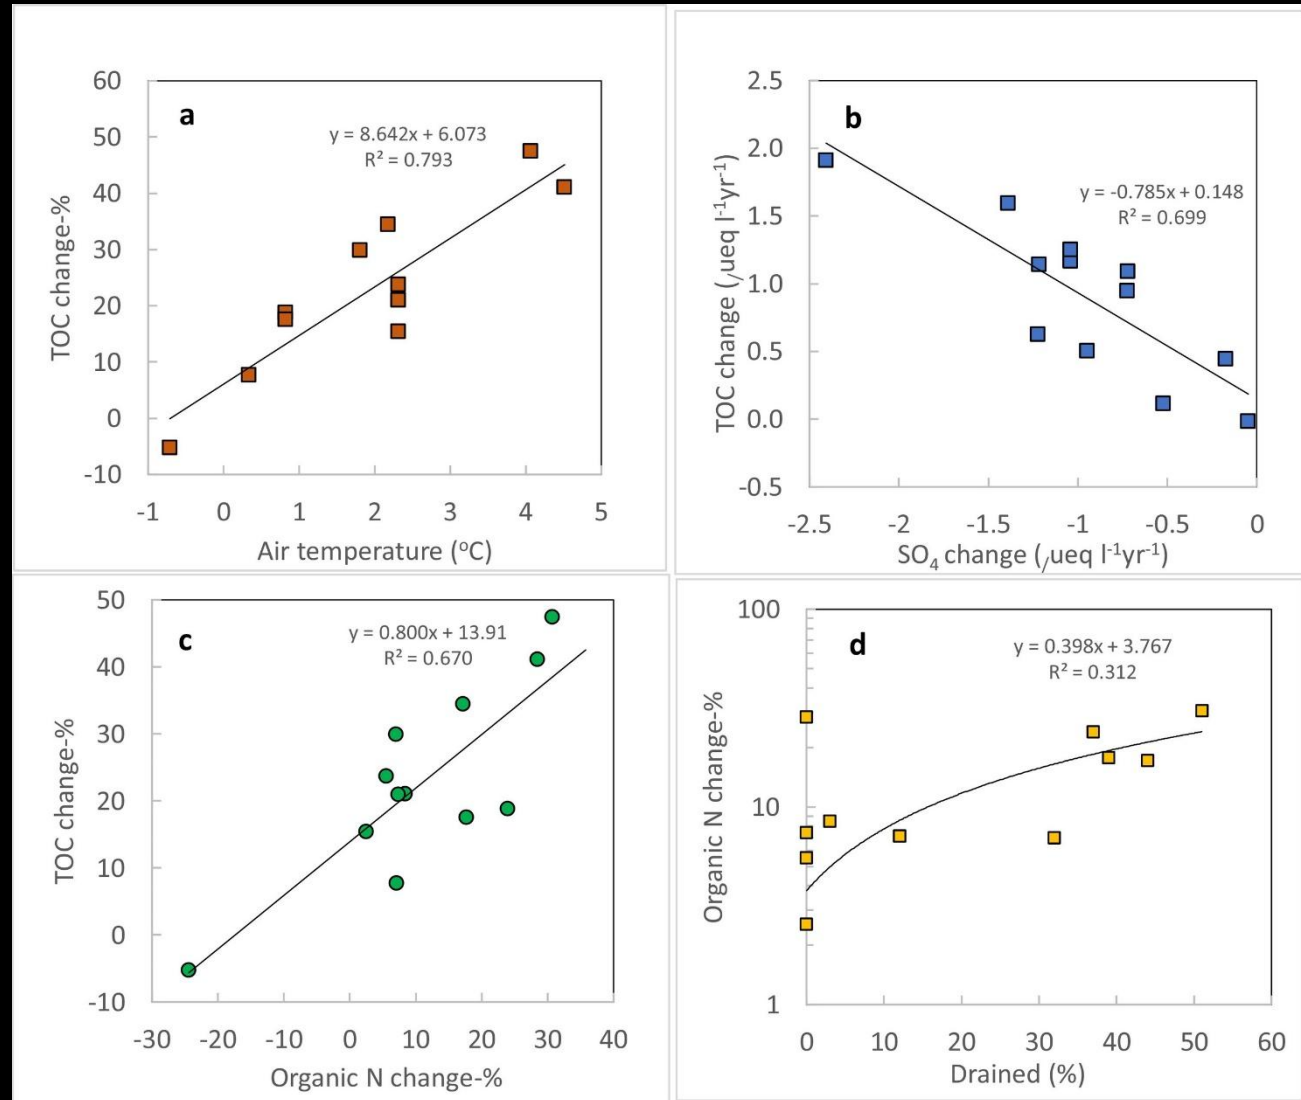 a
y = 8.642x + 6.073
R² = 0.793
60
50
40
30
20
10
0
-10
TOC change-%
-1 0 1 2 3 4 5
Air temperature (ºC)
b
y = -0.785x + 0.148
R² = 0.699
2.5
2.0
1.5
1.0
0.5
0.0
-0.5
TOC change (/ueq l⁻¹yr⁻¹)
-2.5 -2 -1.5 -1 -0.5 0
SO₄ change (/ueq l⁻¹yr⁻¹)
c
y = 0.800x + 13.91
R² = 0.670
50
40
30
20
10
0
-10
TOC change-%
-30 -20 -10 0 10 20 30 40
Organic N change-%
d
y = 0.398x + 3.767
R² = 0.312
100
10
1
Organic N change-%
0 10 20 30 40 50 60
Drained (%)